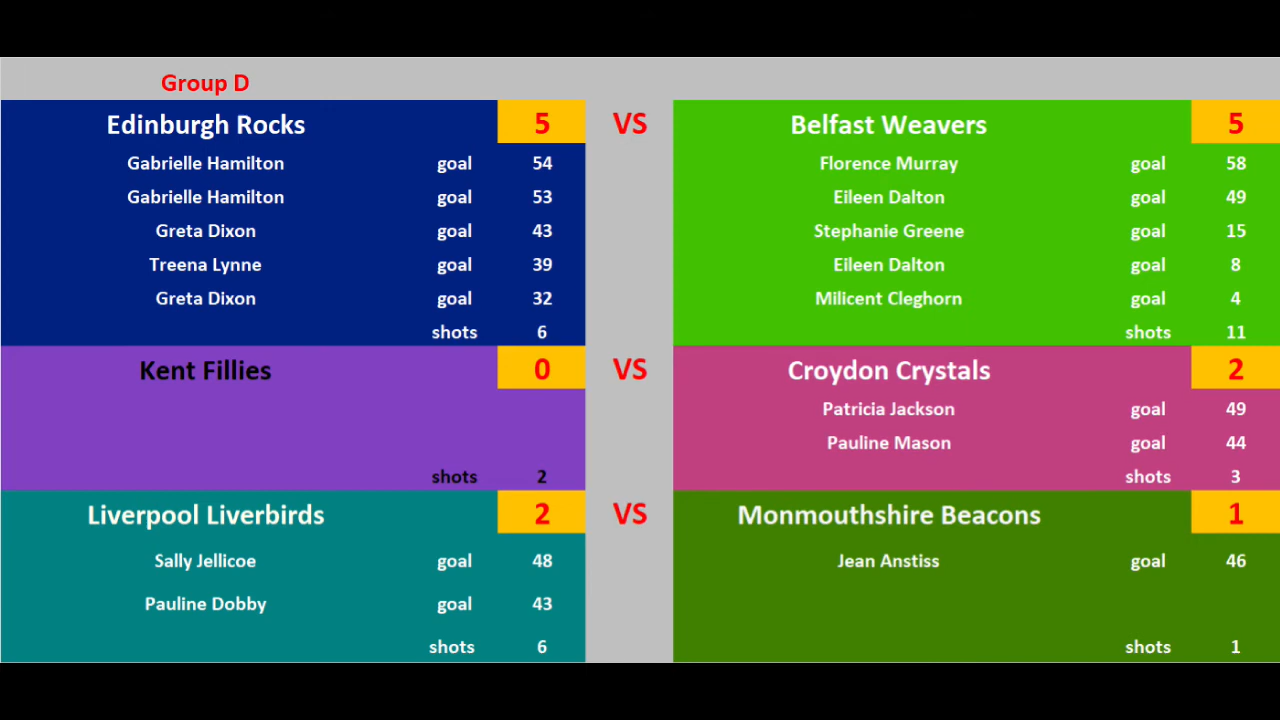 Group D
Edinburgh Rocks 5 VS Belfast Weavers 5
Gabrielle Hamilton goal 54 Florence Murray goal 58
Gabrielle Hamilton goal 53 Eileen Dalton goal 49
Greta Dixon goal 43 Stephanie Greene goal 15
Treena Lynne goal 39 Eileen Dalton goal 8
Greta Dixon goal 32 Milicent Cleghorn goal 4
shots 6 shots 11
Kent Fillies 0 VS Croydon Crystals 2
Patricia Jackson goal 49
Pauline Mason goal 44
shots 2 shots 3
Liverpool Liverbirds 2 VS Monmouthshire Beacons 1
Sally Jellicoe goal 48 Jean Anstiss goal 46
Pauline Dobby goal 43
shots 6 shots 1